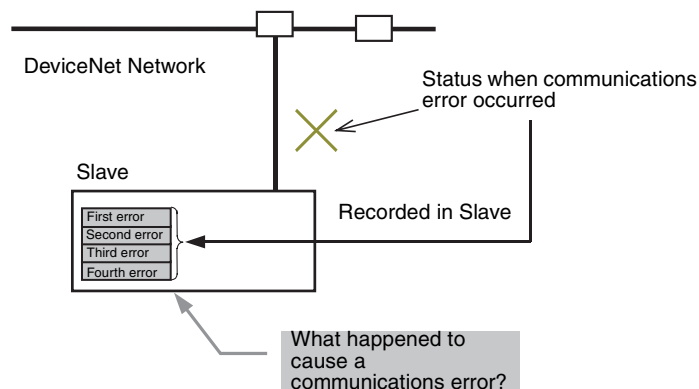 DeviceNet Network
Status when communications
error occurred
Slave
Recorded in Slave
First error
Second error
Third error
Fourth error
What happened to
cause a
communications error?